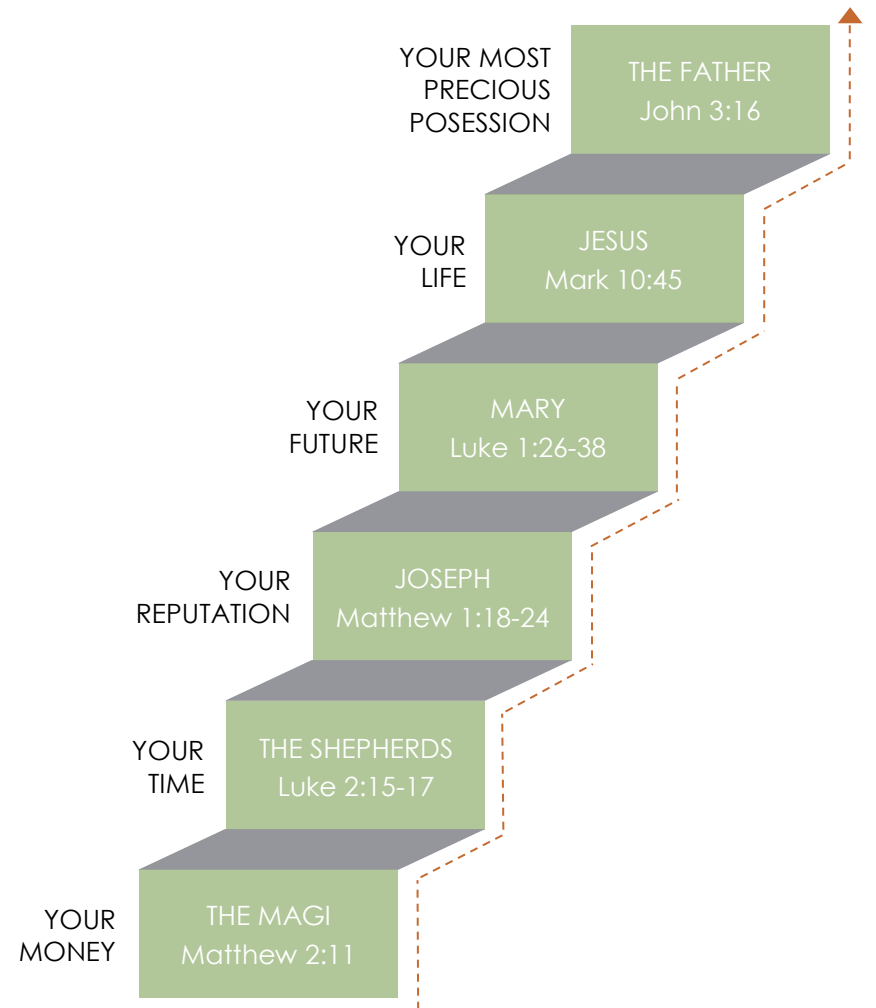 YOUR MOST
PRECIOUS
POSESSION
THE FATHER
John 3:16
YOUR
LIFE
JESUS
Mark 10:45
YOUR
FUTURE
MARY
Luke 1:26-38
YOUR
REPUTATION
JOSEPH
Matthew 1:18-24
YOUR
TIME
THE SHEPHERDS
Luke 2:15-17
YOUR
MONEY
THE MAGI
Matthew 2:11